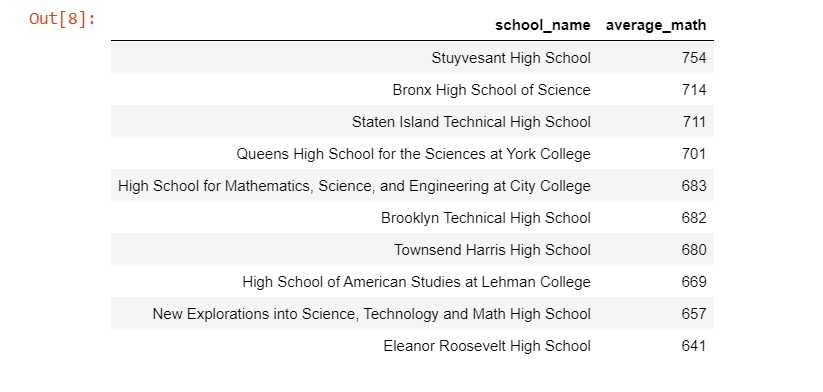 Out[8]:
school_name average_math
Stuyvesant High School 754
Bronx High School of Science 714
Staten Island Technical High School 711
Queens High School for the Sciences at York College 701
High School for Mathematics, Science, and Engineering at City College 683
Brooklyn Technical High School 682
Townsend Harris High School 680
High School of American Studies at Lehman College 669
New Explorations into Science, Technology and Math High School 657
Eleanor Roosevelt High School 641